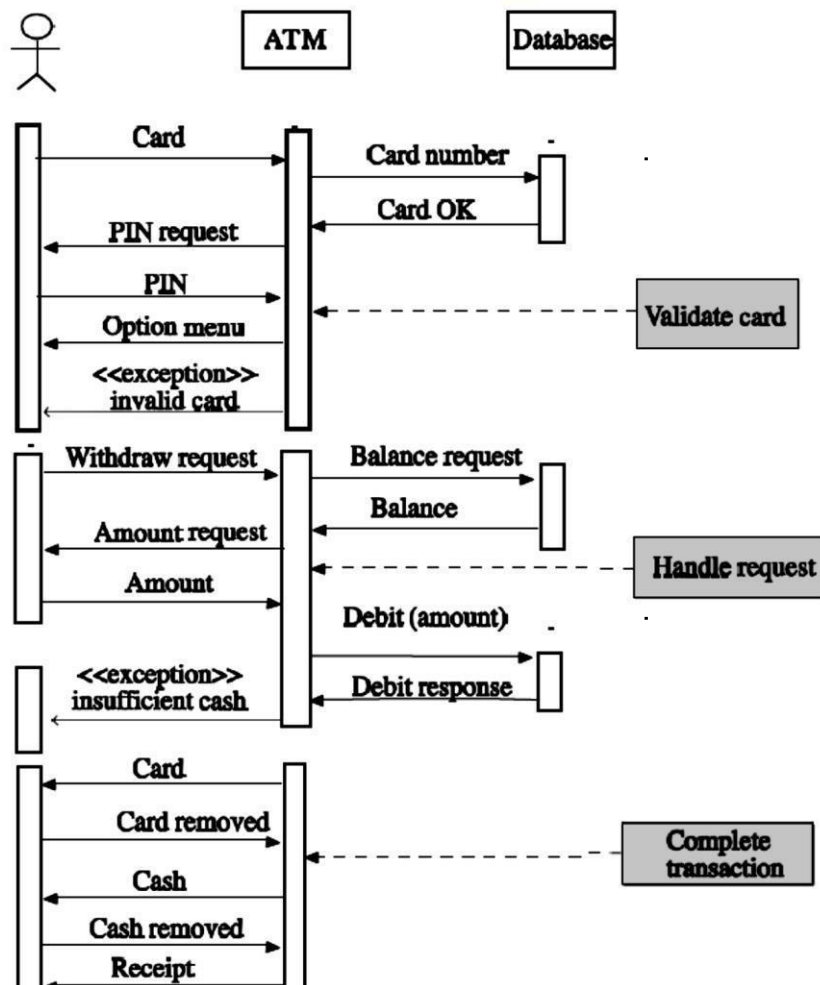 ATM
Database
Card
Card number
Card OK
PIN request
PIN
Validate card
Option menu
<<exception>>
invalid card
Withdraw request
Balance request
Balance
Amount request
Handle request
Amount
Debit (amount)
<<exception>>
insufficient cash
Debit response
Card
Card removed
Complete
transaction
Cash
Cash removed
Receipt